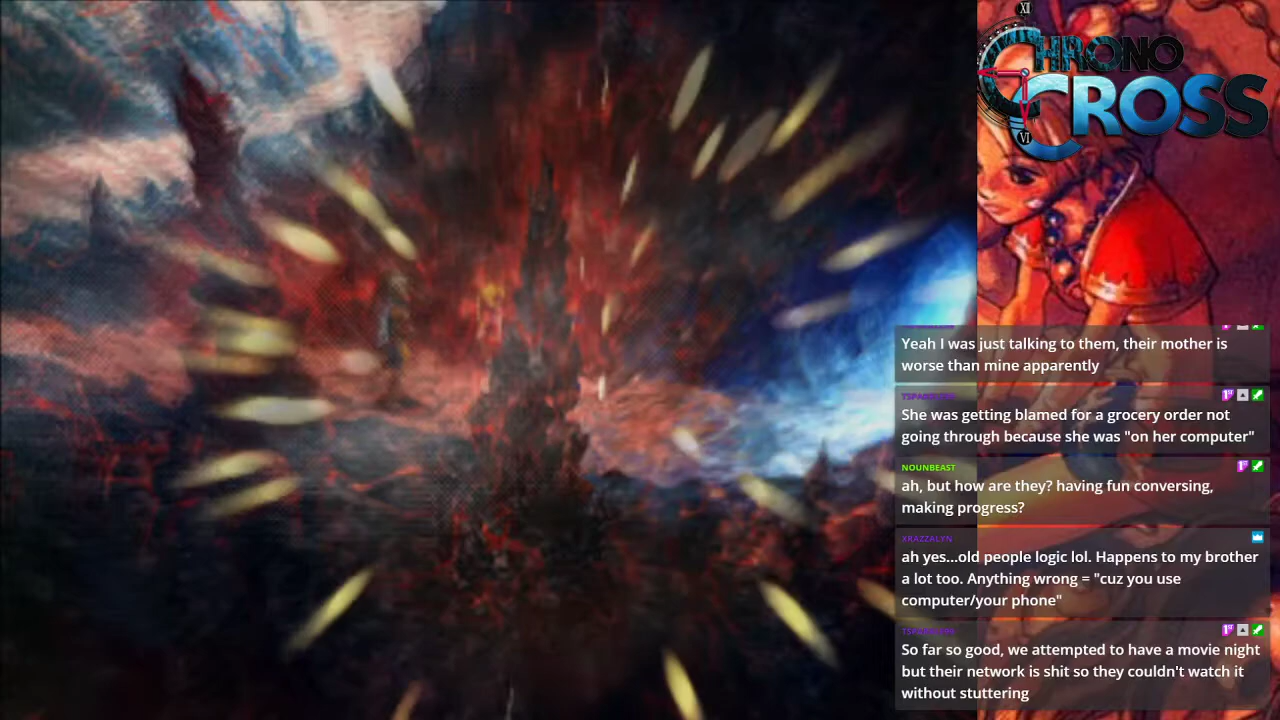 XII
CHRONO
CROSS
VI
Yeah I was just talking to them, their mother is
worse than mine apparently
She was getting blamed for a grocery order not
going through because she was "on her computer"
NOUNBEAST
ah, but how are they? having fun conversing,
making progress?
XRAZZALYN
ah yes...old people logic lol. Happens to my brother
a lot too. Anything wrong = "cuz you use
computer/your phone"
So far so good, we attempted to have a movie night
but their network is shit so they couldn't watch it
without stuttering